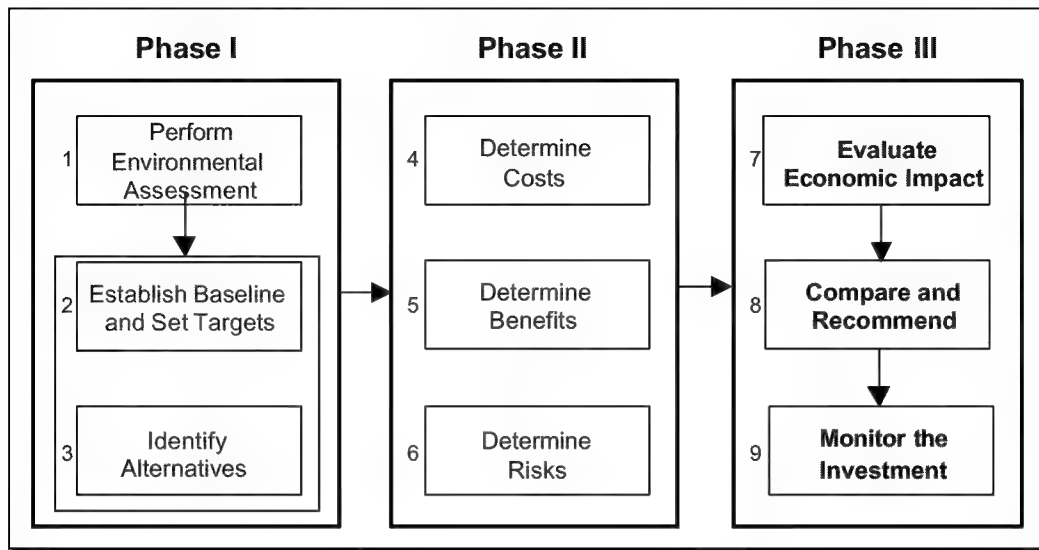 Phase I
1
Perform
Environmental
Assessment
2
Establish Baseline
and Set Targets
3
Identify
Alternatives
Phase II
4
Determine
Costs
5
Determine
Benefits
6
Determine
Risks
Phase III
7
Evaluate
Economic Impact
8
Compare and
Recommend
9
Monitor the
Investment